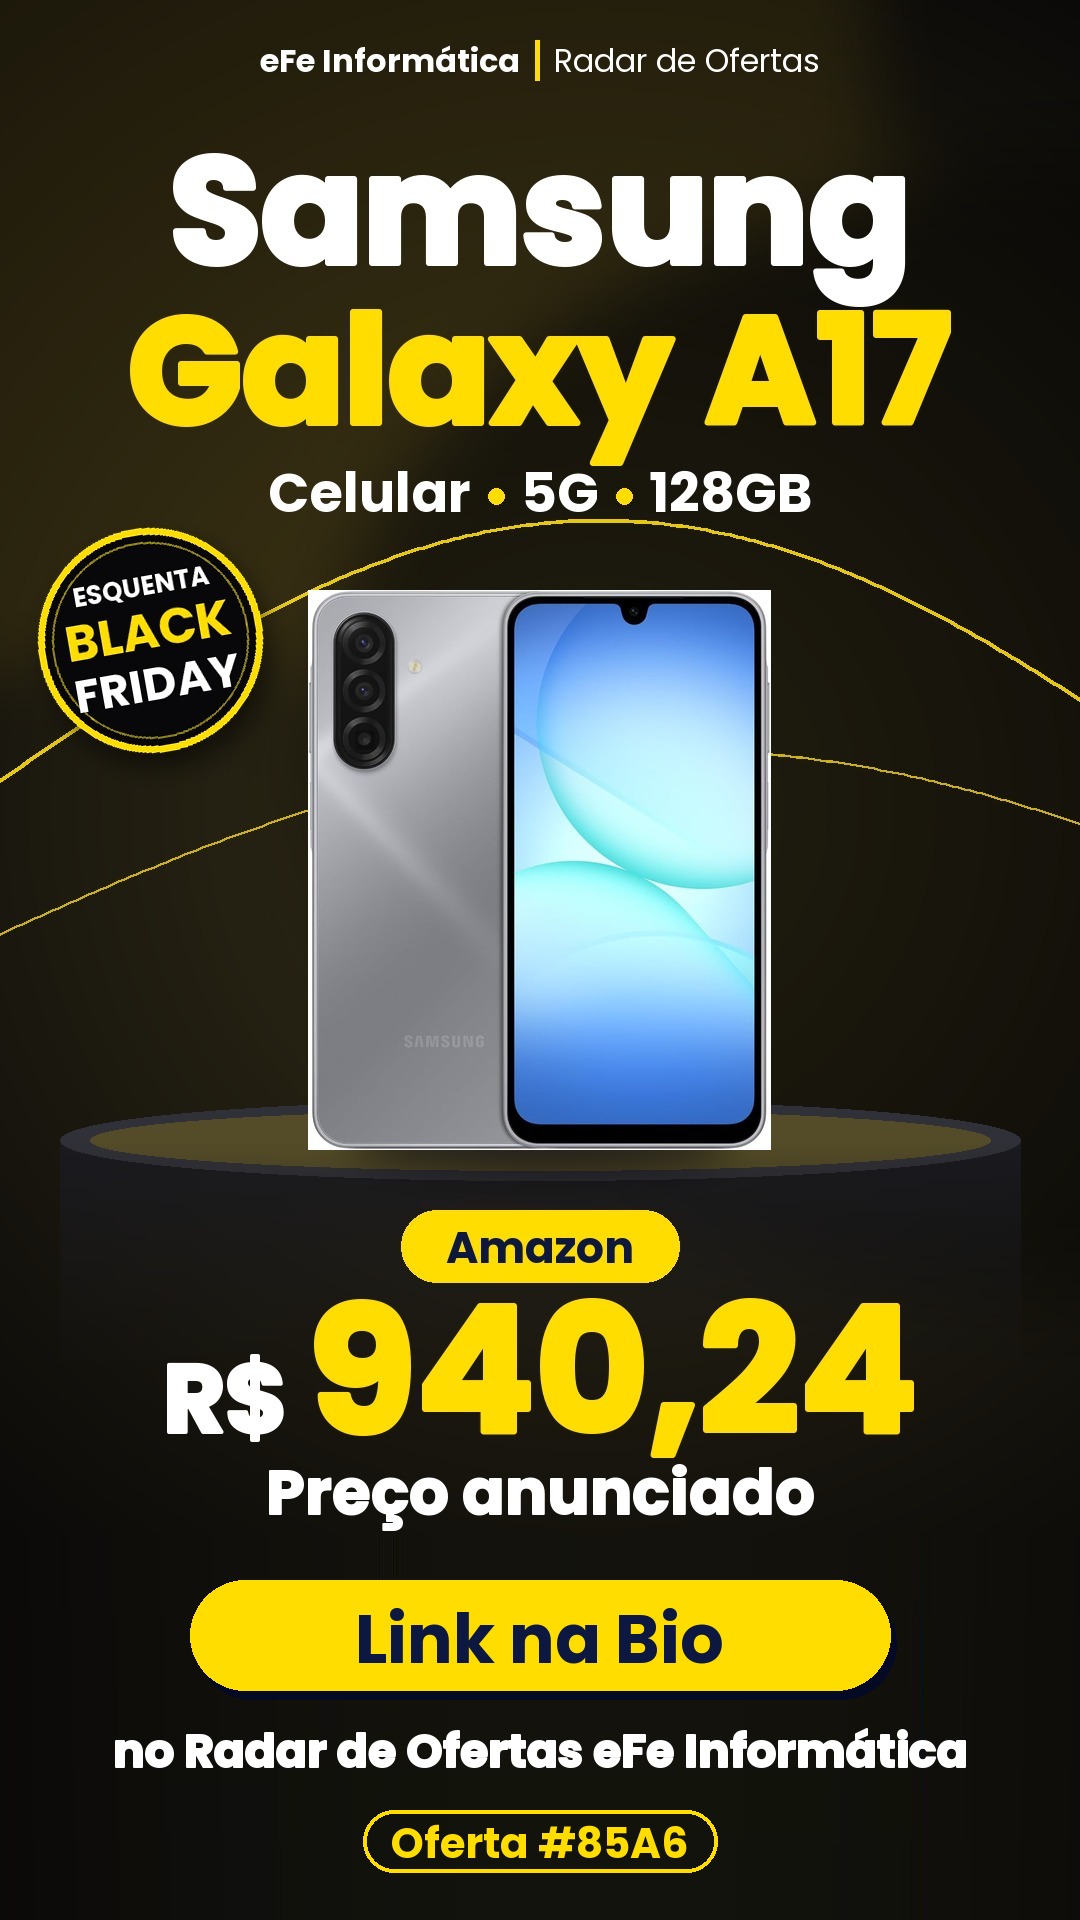 eFe Informática | Radar de Ofertas
Samsung
Galaxy A17
Celular • 5G • 128GB
ESQUENTA
BLACK
FRIDAY
SAMSUNG
Amazon
R$ 940,24
Preço anunciado
Link na Bio
no Radar de Ofertas eFe Informática
Oferta #85A6